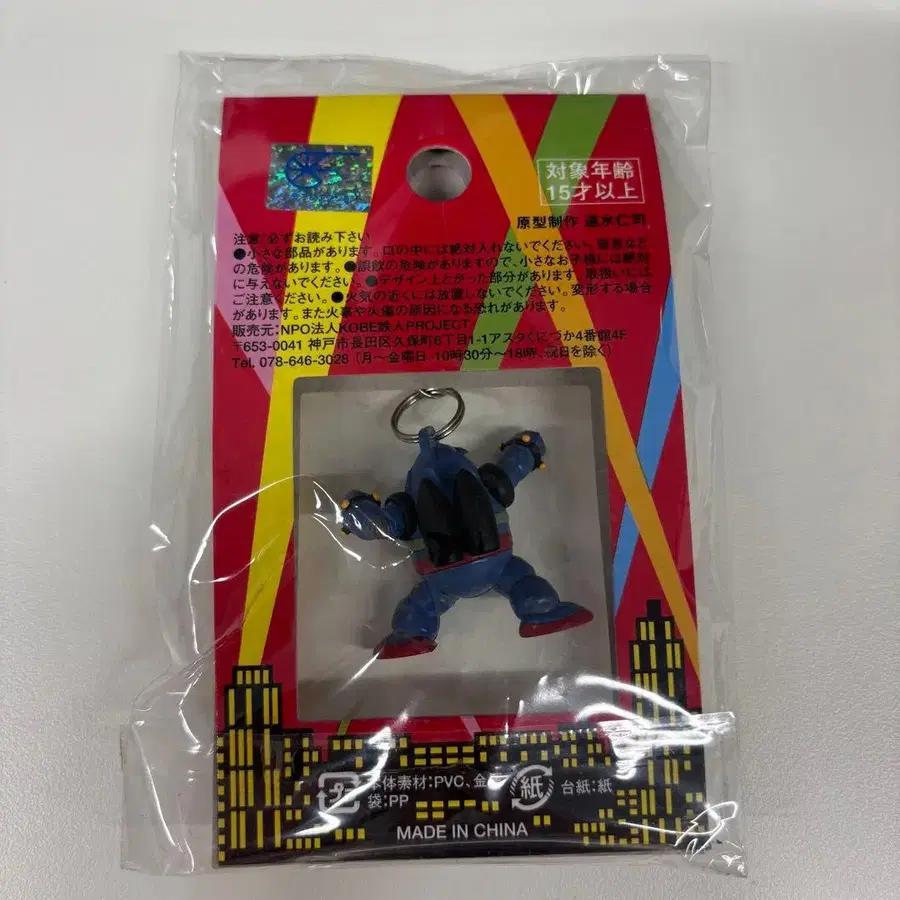 対象年齢
15才以上
原型制作 速水仁司
注意 必ずお読み下さい
●小さな部品があります。口の中には絶対入れないでください。窒息など
の危険があります。●誤飲の危険がありますので、小さなお子様には絶対
に与えないでください。●デザイン上とがった部分があります。取扱いには
ご注意ください。●火気の近くには放置しないでください。変形する場合
があります。また火事や火傷の原因になる恐れがあります。
販売元:NPO法人KOBE鉄人PROJECT
〒653-0041 神戸市長田区久保町6丁目1-1アスタくにづか4番館4F
Tel. 078-646-3028 (月～金曜日、10時30分～18時、祝日を除く)
プラ
本体素材:PVC、金
袋:PP
紙
台紙:紙
MADE IN CHINA